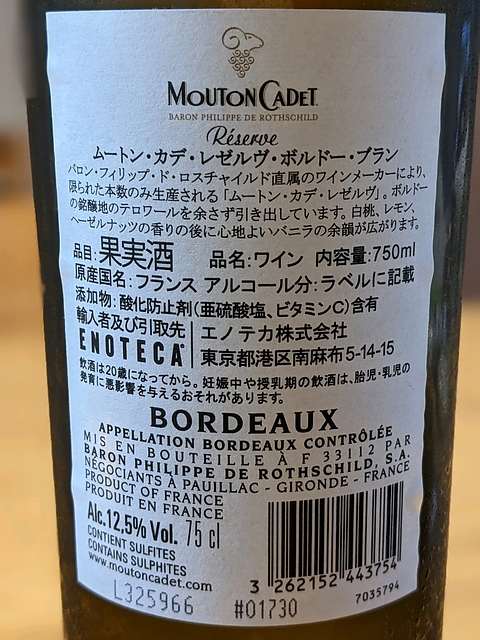 MOUTON CADET
BARON PHILIPPE DE ROTHSCHILD
Réserve
ムートン・カデ・レゼルヴ・ボルドー・ブラン
バロン・フィリップ・ド・ロスチャイルド直属のワインメーカーにより、
限られた本数のみ生産される「ムートン・カデ・レゼルヴ」。ボルドー
の銘醸地のテロワールを余さず引き出しています。白桃、レモン、
ヘーゼルナッツの香りの後に心地よいバニラの余韻が広がります。
品目:果実酒 品名:ワイン 内容量:750ml
原産国名:フランス アルコール分:ラベルに記載
添加物:酸化防止剤(亜硫酸塩、ビタミンC)含有
輸入者及び引取先 エノテカ株式会社
ENOTECA 東京都港区南麻布5-14-15
飲酒は20歳になってから。妊娠中や授乳期の飲酒は、胎児・乳児の
発育に悪影響を与えるおそれがあります。
BORDEAUX
APPELLATION BORDEAUX CONTRÔLÉE
MIS EN BOUTEILLE À F 33112 PAR
BARON PHILIPPE DE ROTHSCHILD, S.A.
NÉGOCIANTS À PAUILLAC - GIRONDE - FRANCE
PRODUCT OF FRANCE
PRODUIT EN FRANCE
Alc.12,5% Vol. 75 cl
CONTIENT SULFITES
CONTAINS SULPHITES
www.moutoncadet.com
3 262152 443754
7035794
L325966 #01730